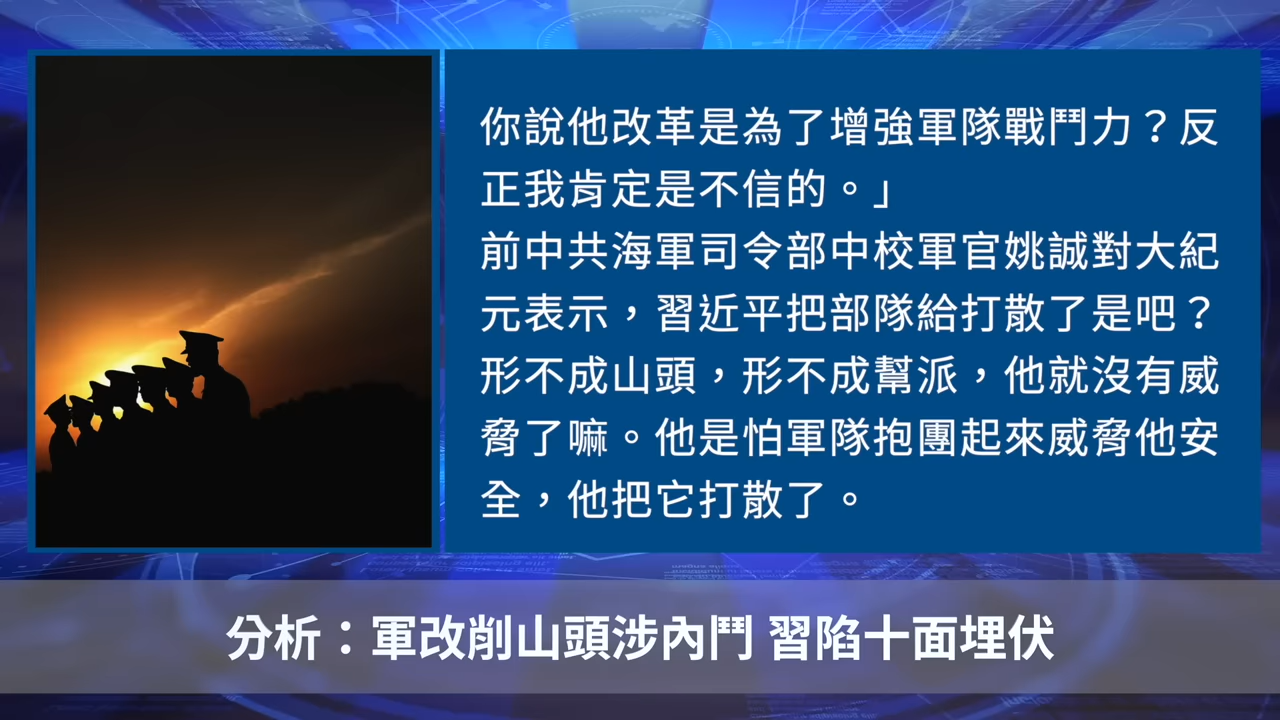 你說他改革是為了增強軍隊戰鬥力？反
正我肯定是不信的。」
前中共海軍司令部中校軍官姚誠對大紀
元表示，習近平把部隊給打散了是吧？
形不成山頭，形不成幫派，他就沒有威
脅了嘛。他是怕軍隊抱團起來威脅他安
全，他把它打散了。
分析：軍改削山頭涉內鬥 習陷十面埋伏